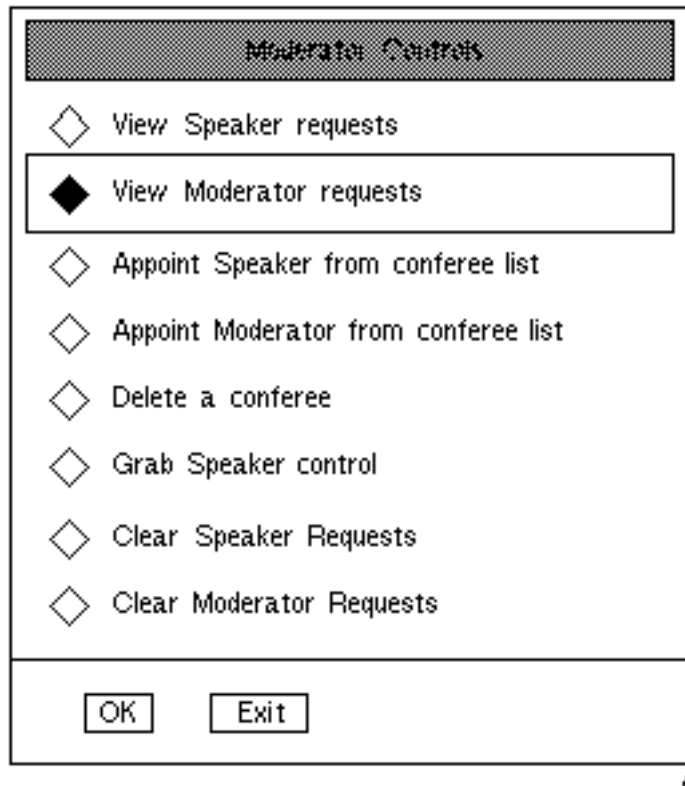 Moderator Controls
View Speaker requests
View Moderator requests
Appoint Speaker from conferee list
Appoint Moderator from conferee list
Delete a conferee
Grab Speaker control
Clear Speaker Requests
Clear Moderator Requests
OK Exit